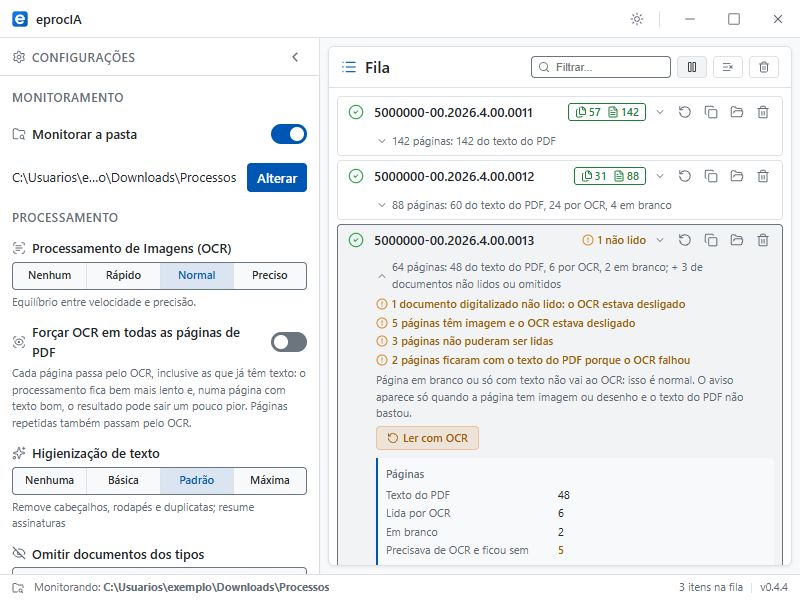 eprocIA
CONFIGURAÇÕES
MONITORAMENTO
Monitorar a pasta
C:\Usuarios\e...o\Downloads\Processos
Alterar
PROCESSAMENTO
Processamento de Imagens (OCR)
Nenhum Rápido Normal Preciso
Equilíbrio entre velocidade e precisão.
Forçar OCR em todas as páginas de
PDF
Cada página passa pelo OCR, inclusive as que já têm texto: o
processamento fica bem mais lento e, numa página com
texto bom, o resultado pode sair um pouco pior. Páginas
repetidas também passam pelo OCR.
Higienização de texto
Nenhuma Básica Padrão Máxima
Remove cabeçalhos, rodapés e duplicatas; resume
assinaturas
Omitir documentos dos tipos
Fila
Filtrar...
5000000-00.2026.4.00.0011 57 142
142 páginas: 142 do texto do PDF
5000000-00.2026.4.00.0012 31 88
88 páginas: 60 do texto do PDF, 24 por OCR, 4 em branco
5000000-00.2026.4.00.0013 1 não lido
64 páginas: 48 do texto do PDF, 6 por OCR, 2 em branco; + 3 de
documentos não lidos ou omitidos
1 documento digitalizado não lido: o OCR estava desligado
5 páginas têm imagem e o OCR estava desligado
3 páginas não puderam ser lidas
2 páginas ficaram com o texto do PDF porque o OCR falhou
Página em branco ou só com texto não vai ao OCR: isso é normal. O aviso
aparece só quando a página tem imagem ou desenho e o texto do PDF não
bastou.
Ler com OCR
Páginas
Texto do PDF 48
Lida por OCR 6
Em branco 2
Precisava de OCR e ficou sem 5
Monitorando: C:\Usuarios\exemplo\Downloads\Processos
3 itens na fila v0.4.4